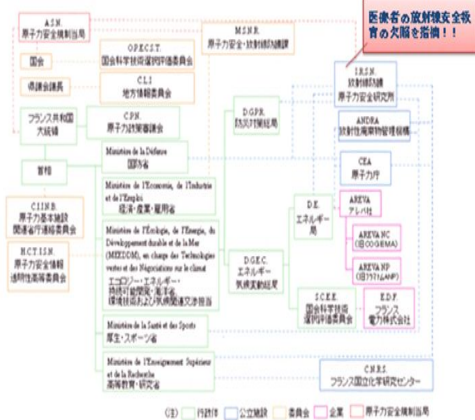 医療者の放射線安全教
育の欠陥を指摘！！
A.S.N.
原子力安全規制当局
国会
県議会議長
フランス共和国
大統領
首相
C.I.I.N.B.
原子力基本設備
関連省庁連絡委員会
H.C.T.I.S.N.
原子力安全情報
透明性高等委員会
O.P.E.C.S.T.
国会科学技術選択評価委員会
C.L.I.
地方情報委員会
C.P.N.
原子力政策審議会
Ministère de la Défense
国防省
Ministère de l'Economie, de l'Industrie
et de l'Emploi
経済・産業・雇用省
Ministère de l'Écologie, de l'Energie, du
Développement durable et de la Mer
(MEEDDM), en charge des Technologies
vertes et des Négociations sur le climat
エコロジー・エネルギー・
持続可能開発・海洋省、
環境技術および気候関連交渉担当
Ministère de la Santé et des Sports
厚生・スポーツ省
Ministère de l'Enseignement Supérieur
et de la Recherche
高等教育・研究省
M.S.N.R.
原子力安全・放射線防護課
D.G.P.R.
防災対策総局
D.G.E.C.
エネルギー
気候変動総局
D.E.
エネルギー
局
S.C.E.E.
国会科学技術
選択評価委員会
I.R.S.N.
放射線防護
原子力安全研究所
ANDRA
放射性廃棄物管理機構
CEA
原子力庁
AREVA
アレバ社
AREVA NC
(旧COGEMA)
AREVA NP
(旧フラマトムANP)
E.D.F.
フランス
電力株式会社
C.N.R.S.
フランス国立化学研究センター
(注) 行政体 公立施設 委員会 企業 原子力安全規制当局